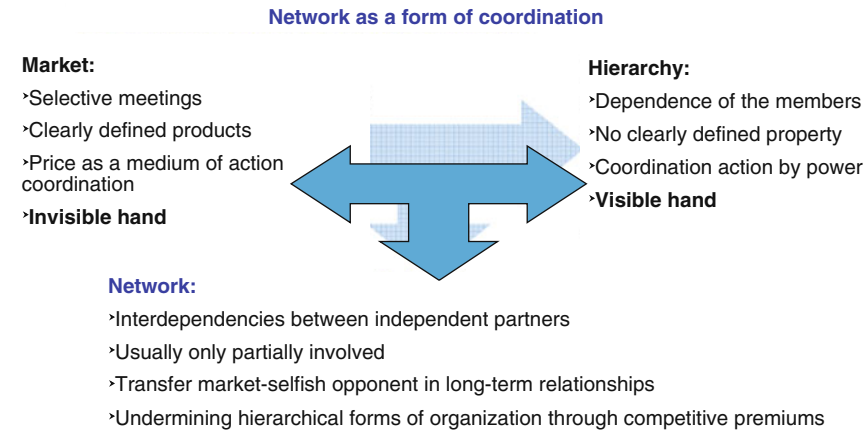 Network as a form of coordination
Market:
➢Selective meetings
➢Clearly defined products
➢Price as a medium of action
coordination
➢Invisible hand
Hierarchy:
➢Dependence of the members
➢No clearly defined property
➢Coordination action by power
➢Visible hand
Network:
➢Interdependencies between independent partners
➢Usually only partially involved
➢Transfer market-selfish opponent in long-term relationships
➢Undermining hierarchical forms of organization through competitive premiums